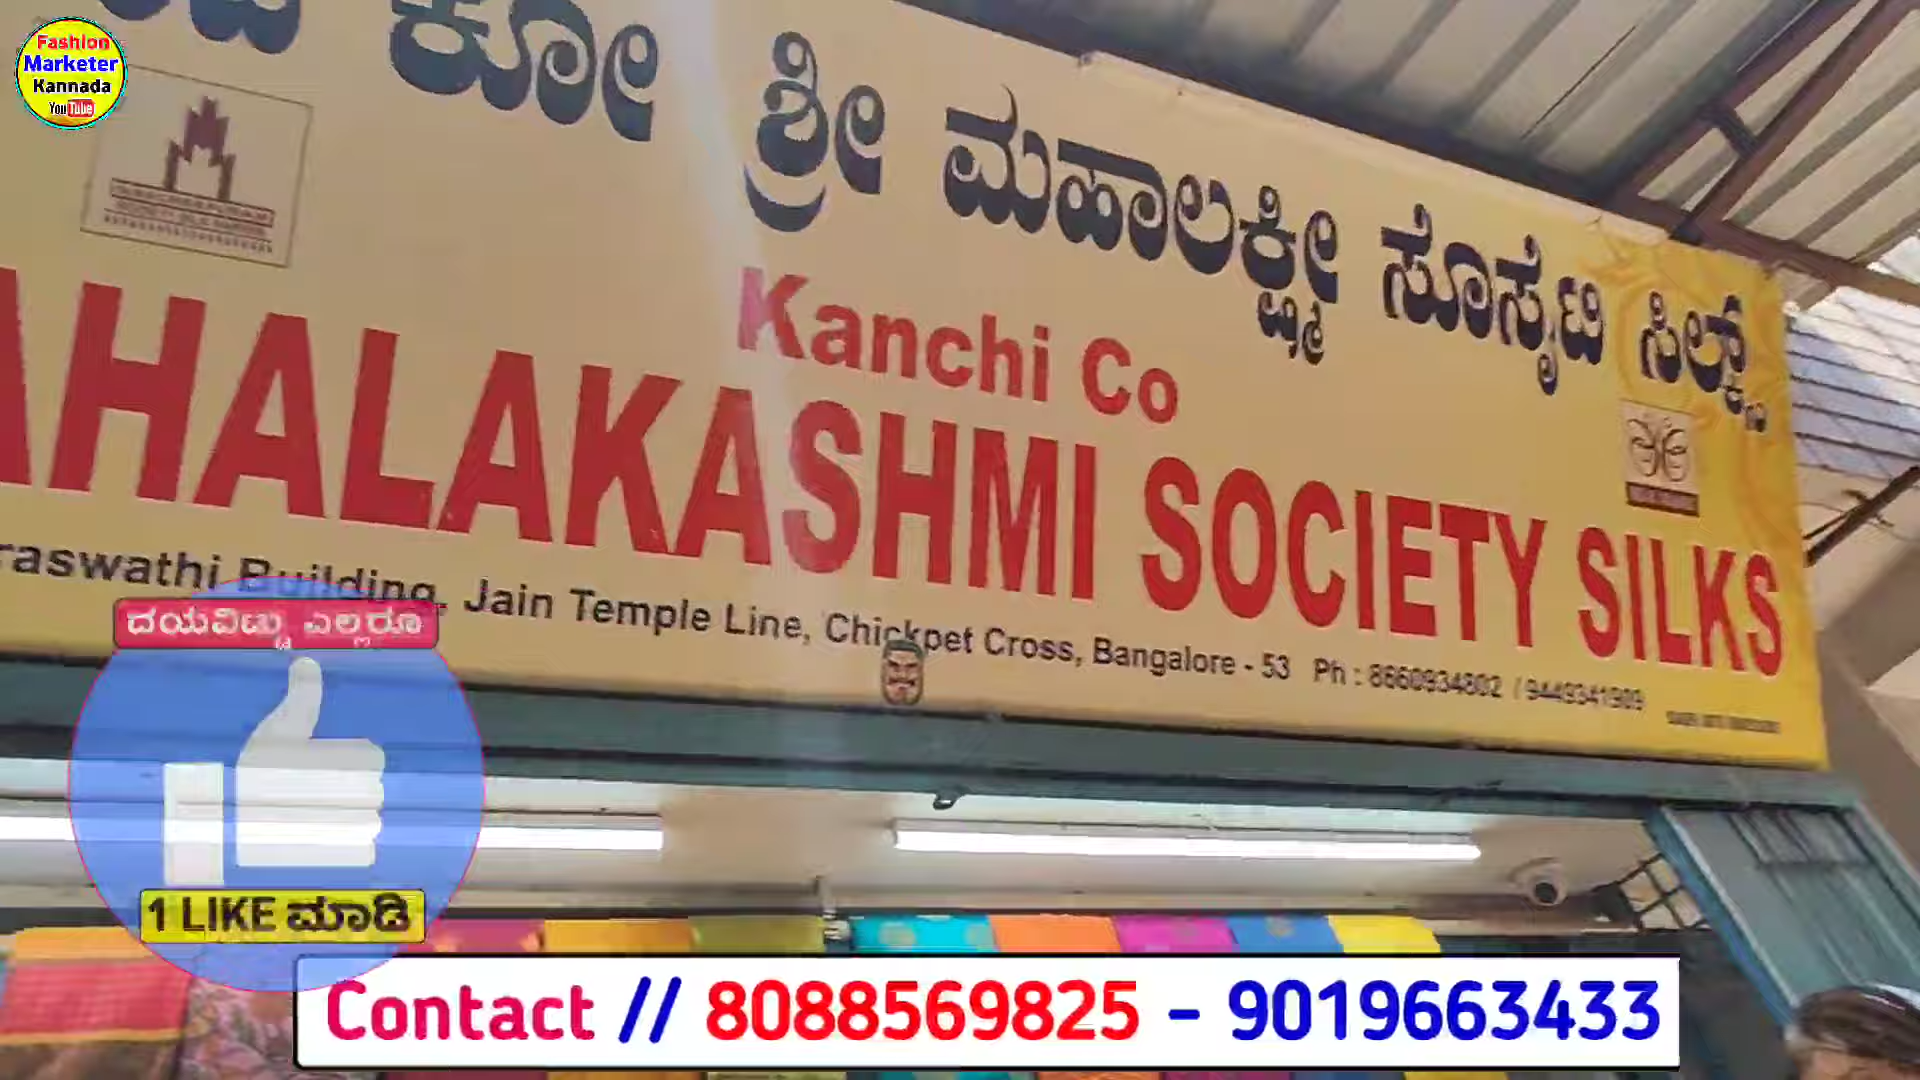 Fashion
Marketer
Kannada
YouTube
ಕೋ ಶ್ರೀ ಮಹಾಲಕ್ಷ್ಮೀ ಸೊಸೈಟಿ ಸಿಲ್ಕ್ಸ್
Kanchi Co
AHALAKASHMI SOCIETY SILKS
raswathi Building, Jain Temple Line, Chickpet Cross, Bangalore - 53 Ph : 8660934802 / 9449341909
ದಯವಿಟ್ಟು ಎಲ್ಲರೂ
1 LIKE ಮಾಡಿ
Contact // 8088569825 - 9019663433